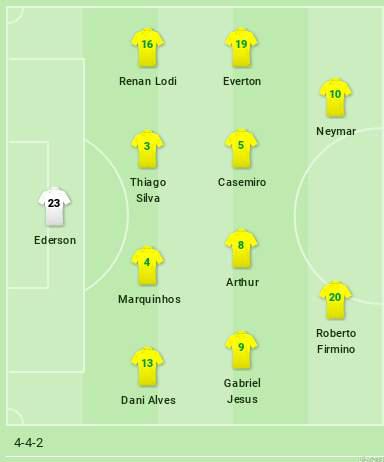 16
19
Renan Lodi
Everton
10
Neymar
3
5
Thiago
Silva
Casemiro
23
Ederson
4
8
Marquinhos
Arthur
20
Roberto
Firmino
13
9
Dani Alves
Gabriel
Jesus
4-4-2